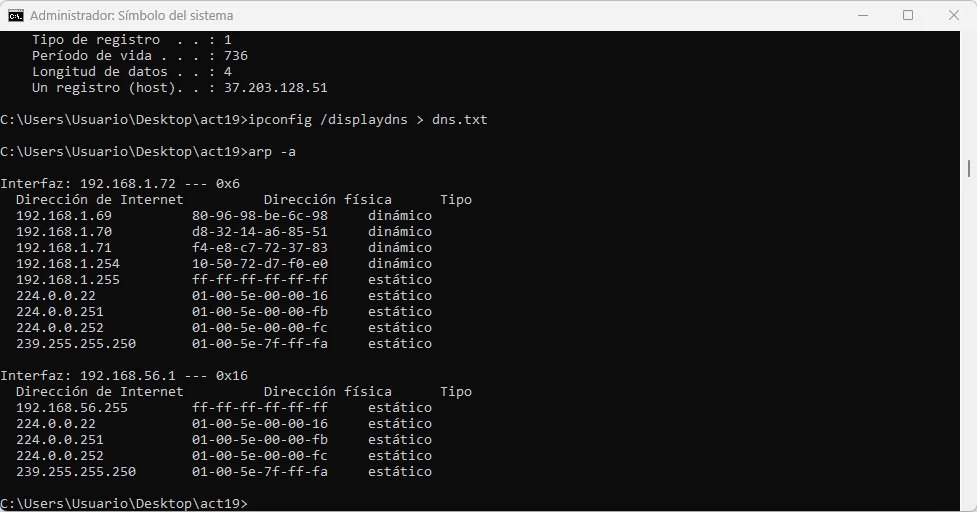 Administrador: Símbolo del sistema
Tipo de registro . . : 1
Período de vida . . . : 736
Longitud de datos . . : 4
Un registro (host). . : 37.203.128.51
C:\Users\Usuario\Desktop\act19>ipconfig /displaydns > dns.txt
C:\Users\Usuario\Desktop\act19>arp -a
Interfaz: 192.168.1.72 --- 0x6
Dirección de Internet Dirección física Tipo
192.168.1.69 80-96-98-be-6c-98 dinámico
192.168.1.70 d8-32-14-a6-85-51 dinámico
192.168.1.71 f4-e8-c7-72-37-83 dinámico
192.168.1.254 10-50-72-d7-f0-e0 dinámico
192.168.1.255 ff-ff-ff-ff-ff-ff estático
224.0.0.22 01-00-5e-00-00-16 estático
224.0.0.251 01-00-5e-00-00-fb estático
224.0.0.252 01-00-5e-00-00-fc estático
239.255.255.250 01-00-5e-7f-ff-fa estático
Interfaz: 192.168.56.1 --- 0x16
Dirección de Internet Dirección física Tipo
192.168.56.255 ff-ff-ff-ff-ff-ff estático
224.0.0.22 01-00-5e-00-00-16 estático
224.0.0.251 01-00-5e-00-00-fb estático
224.0.0.252 01-00-5e-00-00-fc estático
239.255.255.250 01-00-5e-7f-ff-fa estático
C:\Users\Usuario\Desktop\act19>